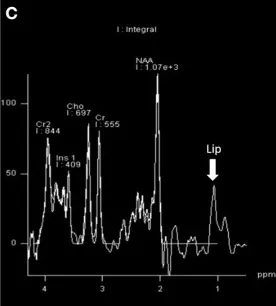 C
I : Integral
NAA
I : 1.07e+3
Cho
I : 697
Cr2
I : 844
Cr
I : 555
Ins 1
I : 409
Lip
100
50
0
4 3 2 1
ppm